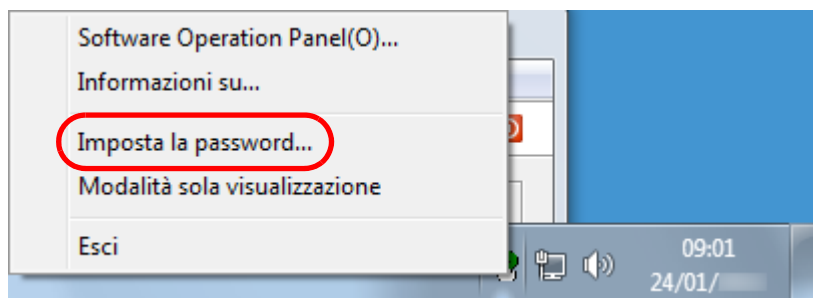 Software Operation Panel(O)...
Informazioni su...
Imposta la password...
Modalità sola visualizzazione
Esci
09:01
24/01/